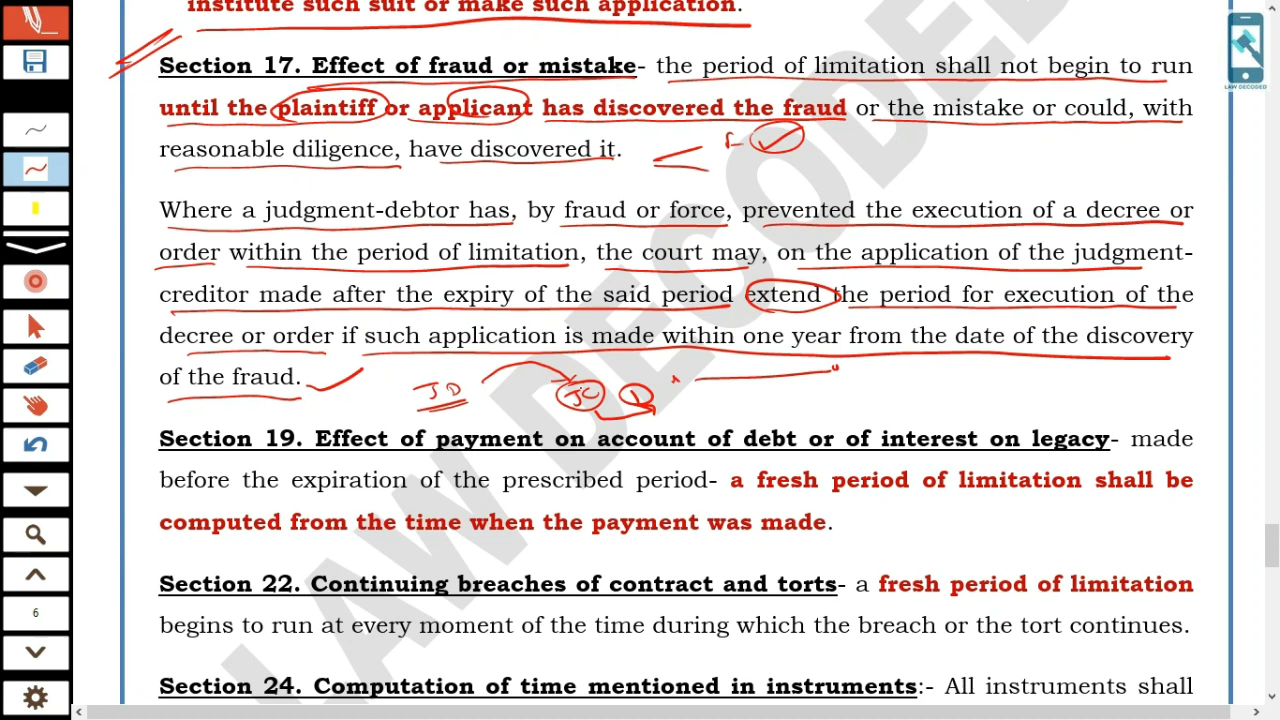 institute such suit or make such application.
LAW DECODED
Section 17. Effect of fraud or mistake- the period of limitation shall not begin to run
until the plaintiff or applicant has discovered the fraud or the mistake or could, with
reasonable diligence, have discovered it.
Where a judgment-debtor has, by fraud or force, prevented the execution of a decree or
order within the period of limitation, the court may, on the application of the judgment-
creditor made after the expiry of the said period extend the period for execution of the
decree or order if such application is made within one year from the date of the discovery
of the fraud.
JD JC D
Section 19. Effect of payment on account of debt or of interest on legacy- made
before the expiration of the prescribed period- a fresh period of limitation shall be
computed from the time when the payment was made.
Section 22. Continuing breaches of contract and torts- a fresh period of limitation
begins to run at every moment of the time during which the breach or the tort continues.
Section 24. Computation of time mentioned in instruments:- All instruments shall
6
LAW DECODED